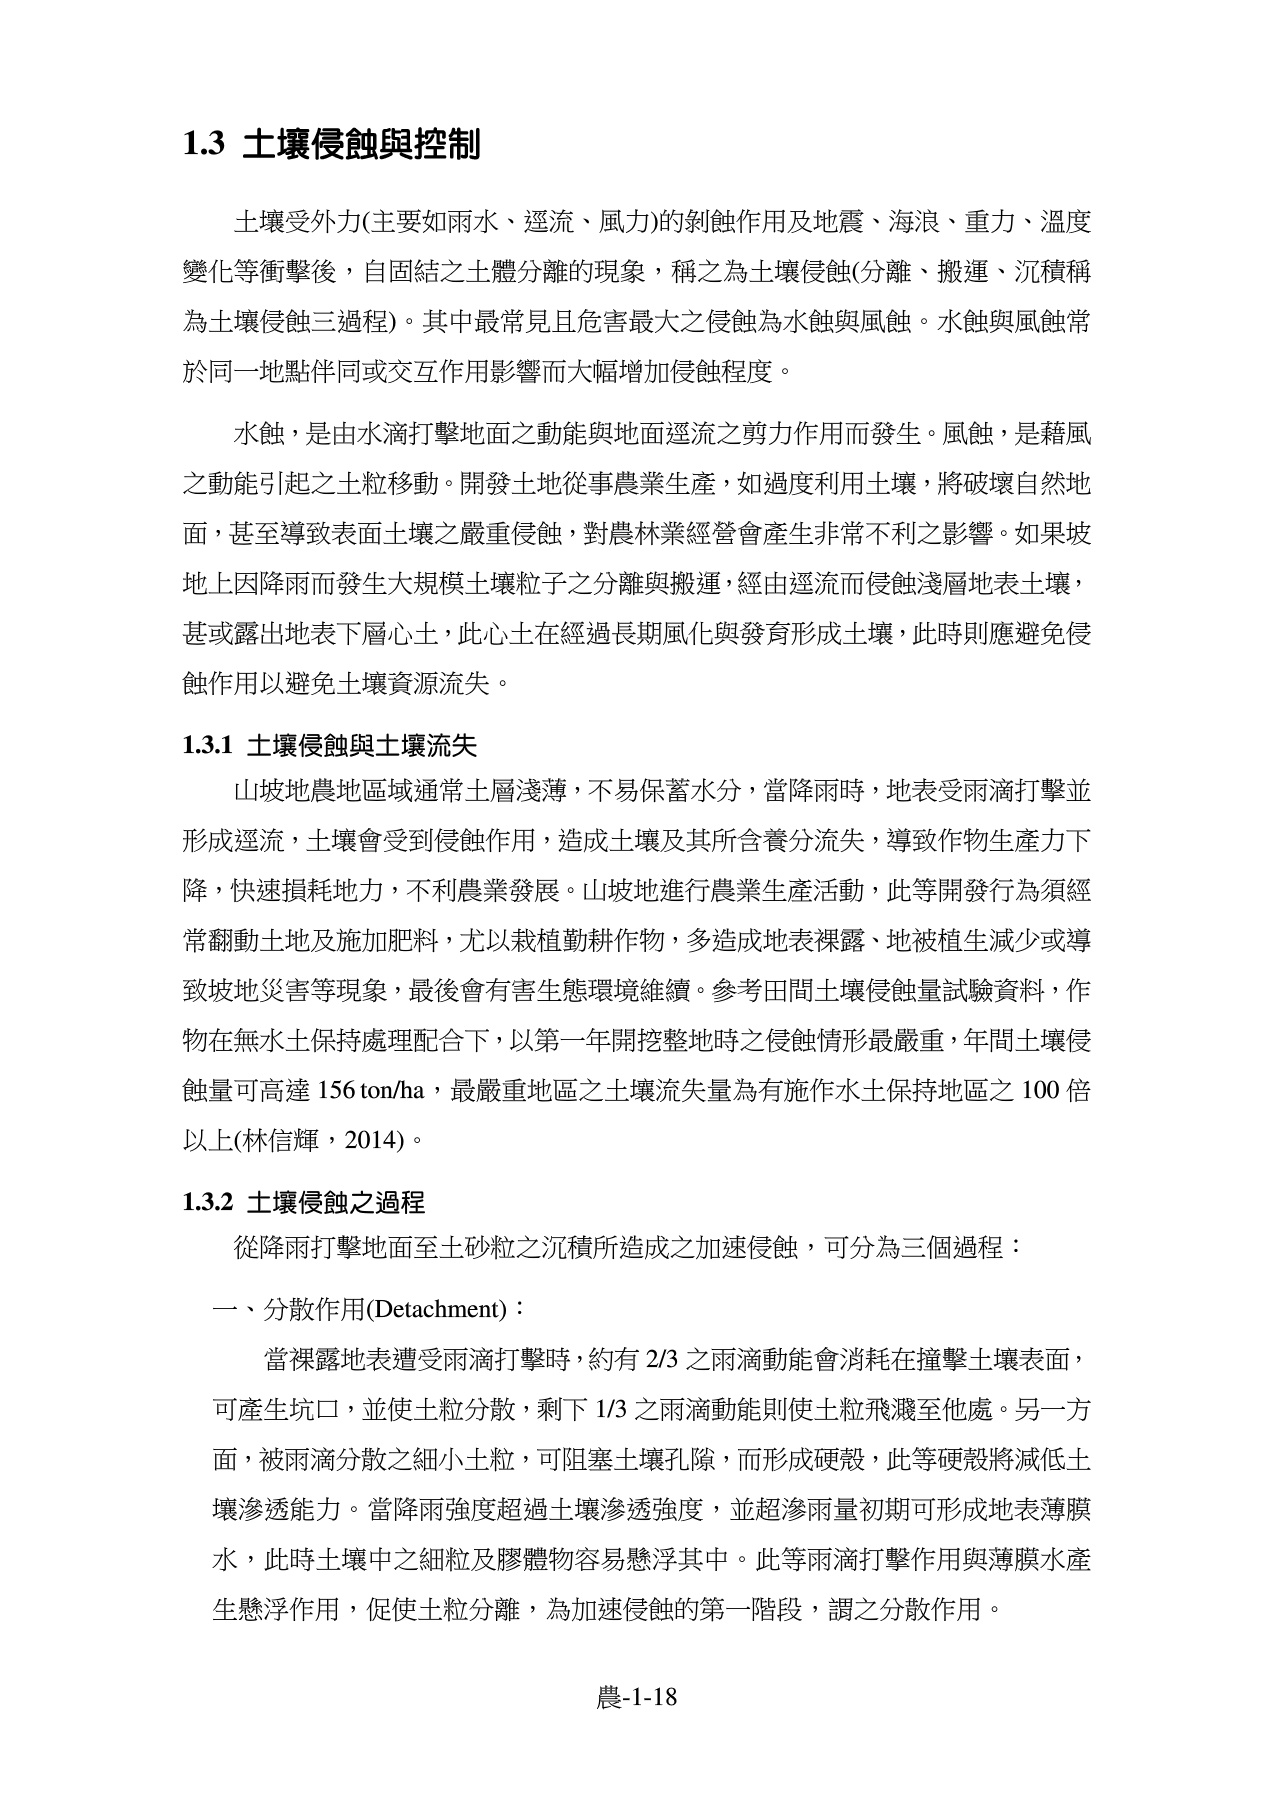 1.3 土壤侵蝕與控制
土壤受外力(主要如雨水、逕流、風力)的剝蝕作用及地震、海浪、重力、溫度
變化等衝擊後，自固結之土體分離的現象，稱之為土壤侵蝕(分離、搬運、沉積稱
為土壤侵蝕三過程)。其中最常見且危害最大之侵蝕為水蝕與風蝕。水蝕與風蝕常
於同一地點伴同或交互作用影響而大幅增加侵蝕程度。
水蝕，是由水滴打擊地面之動能與地面逕流之剪力作用而發生。風蝕，是藉風
之動能引起之土粒移動。開發土地從事農業生產，如過度利用土壤，將破壞自然地
面，甚至導致表面土壤之嚴重侵蝕，對農林業經營會產生非常不利之影響。如果坡
地上因降雨而發生大規模土壤粒子之分離與搬運，經由逕流而侵蝕淺層地表土壤，
甚或露出地表下層心土，此心土在經過長期風化與發育形成土壤，此時則應避免侵
蝕作用以避免土壤資源流失。
1.3.1 土壤侵蝕與土壤流失
山坡地農地區域通常土層淺薄，不易保蓄水分，當降雨時，地表受雨滴打擊並
形成逕流，土壤會受到侵蝕作用，造成土壤及其所含養分流失，導致作物生產力下
降，快速損耗地力，不利農業發展。山坡地進行農業生產活動，此等開發行為須經
常翻動土地及施加肥料，尤以栽植勤耕作物，多造成地表裸露、地被植生減少或導
致坡地災害等現象，最後會有害生態環境維續。參考田間土壤侵蝕量試驗資料，作
物在無水土保持處理配合下，以第一年開挖整地時之侵蝕情形最嚴重，年間土壤侵
蝕量可高達 156 ton/ha，最嚴重地區之土壤流失量為有施作水土保持地區之 100 倍
以上(林信輝，2014)。
1.3.2 土壤侵蝕之過程
從降雨打擊地面至土砂粒之沉積所造成之加速侵蝕，可分為三個過程：
一、分散作用(Detachment)：
當裸露地表遭受雨滴打擊時，約有 2/3 之雨滴動能會消耗在撞擊土壤表面，
可產生坑口，並使土粒分散，剩下 1/3 之雨滴動能則使土粒飛濺至他處。另一方
面，被雨滴分散之細小土粒，可阻塞土壤孔隙，而形成硬殼，此等硬殼將減低土
壤滲透能力。當降雨強度超過土壤滲透強度，並超滲雨量初期可形成地表薄膜
水，此時土壤中之細粒及膠體物容易懸浮其中。此等雨滴打擊作用與薄膜水產
生懸浮作用，促使土粒分離，為加速侵蝕的第一階段，謂之分散作用。
農-1-18